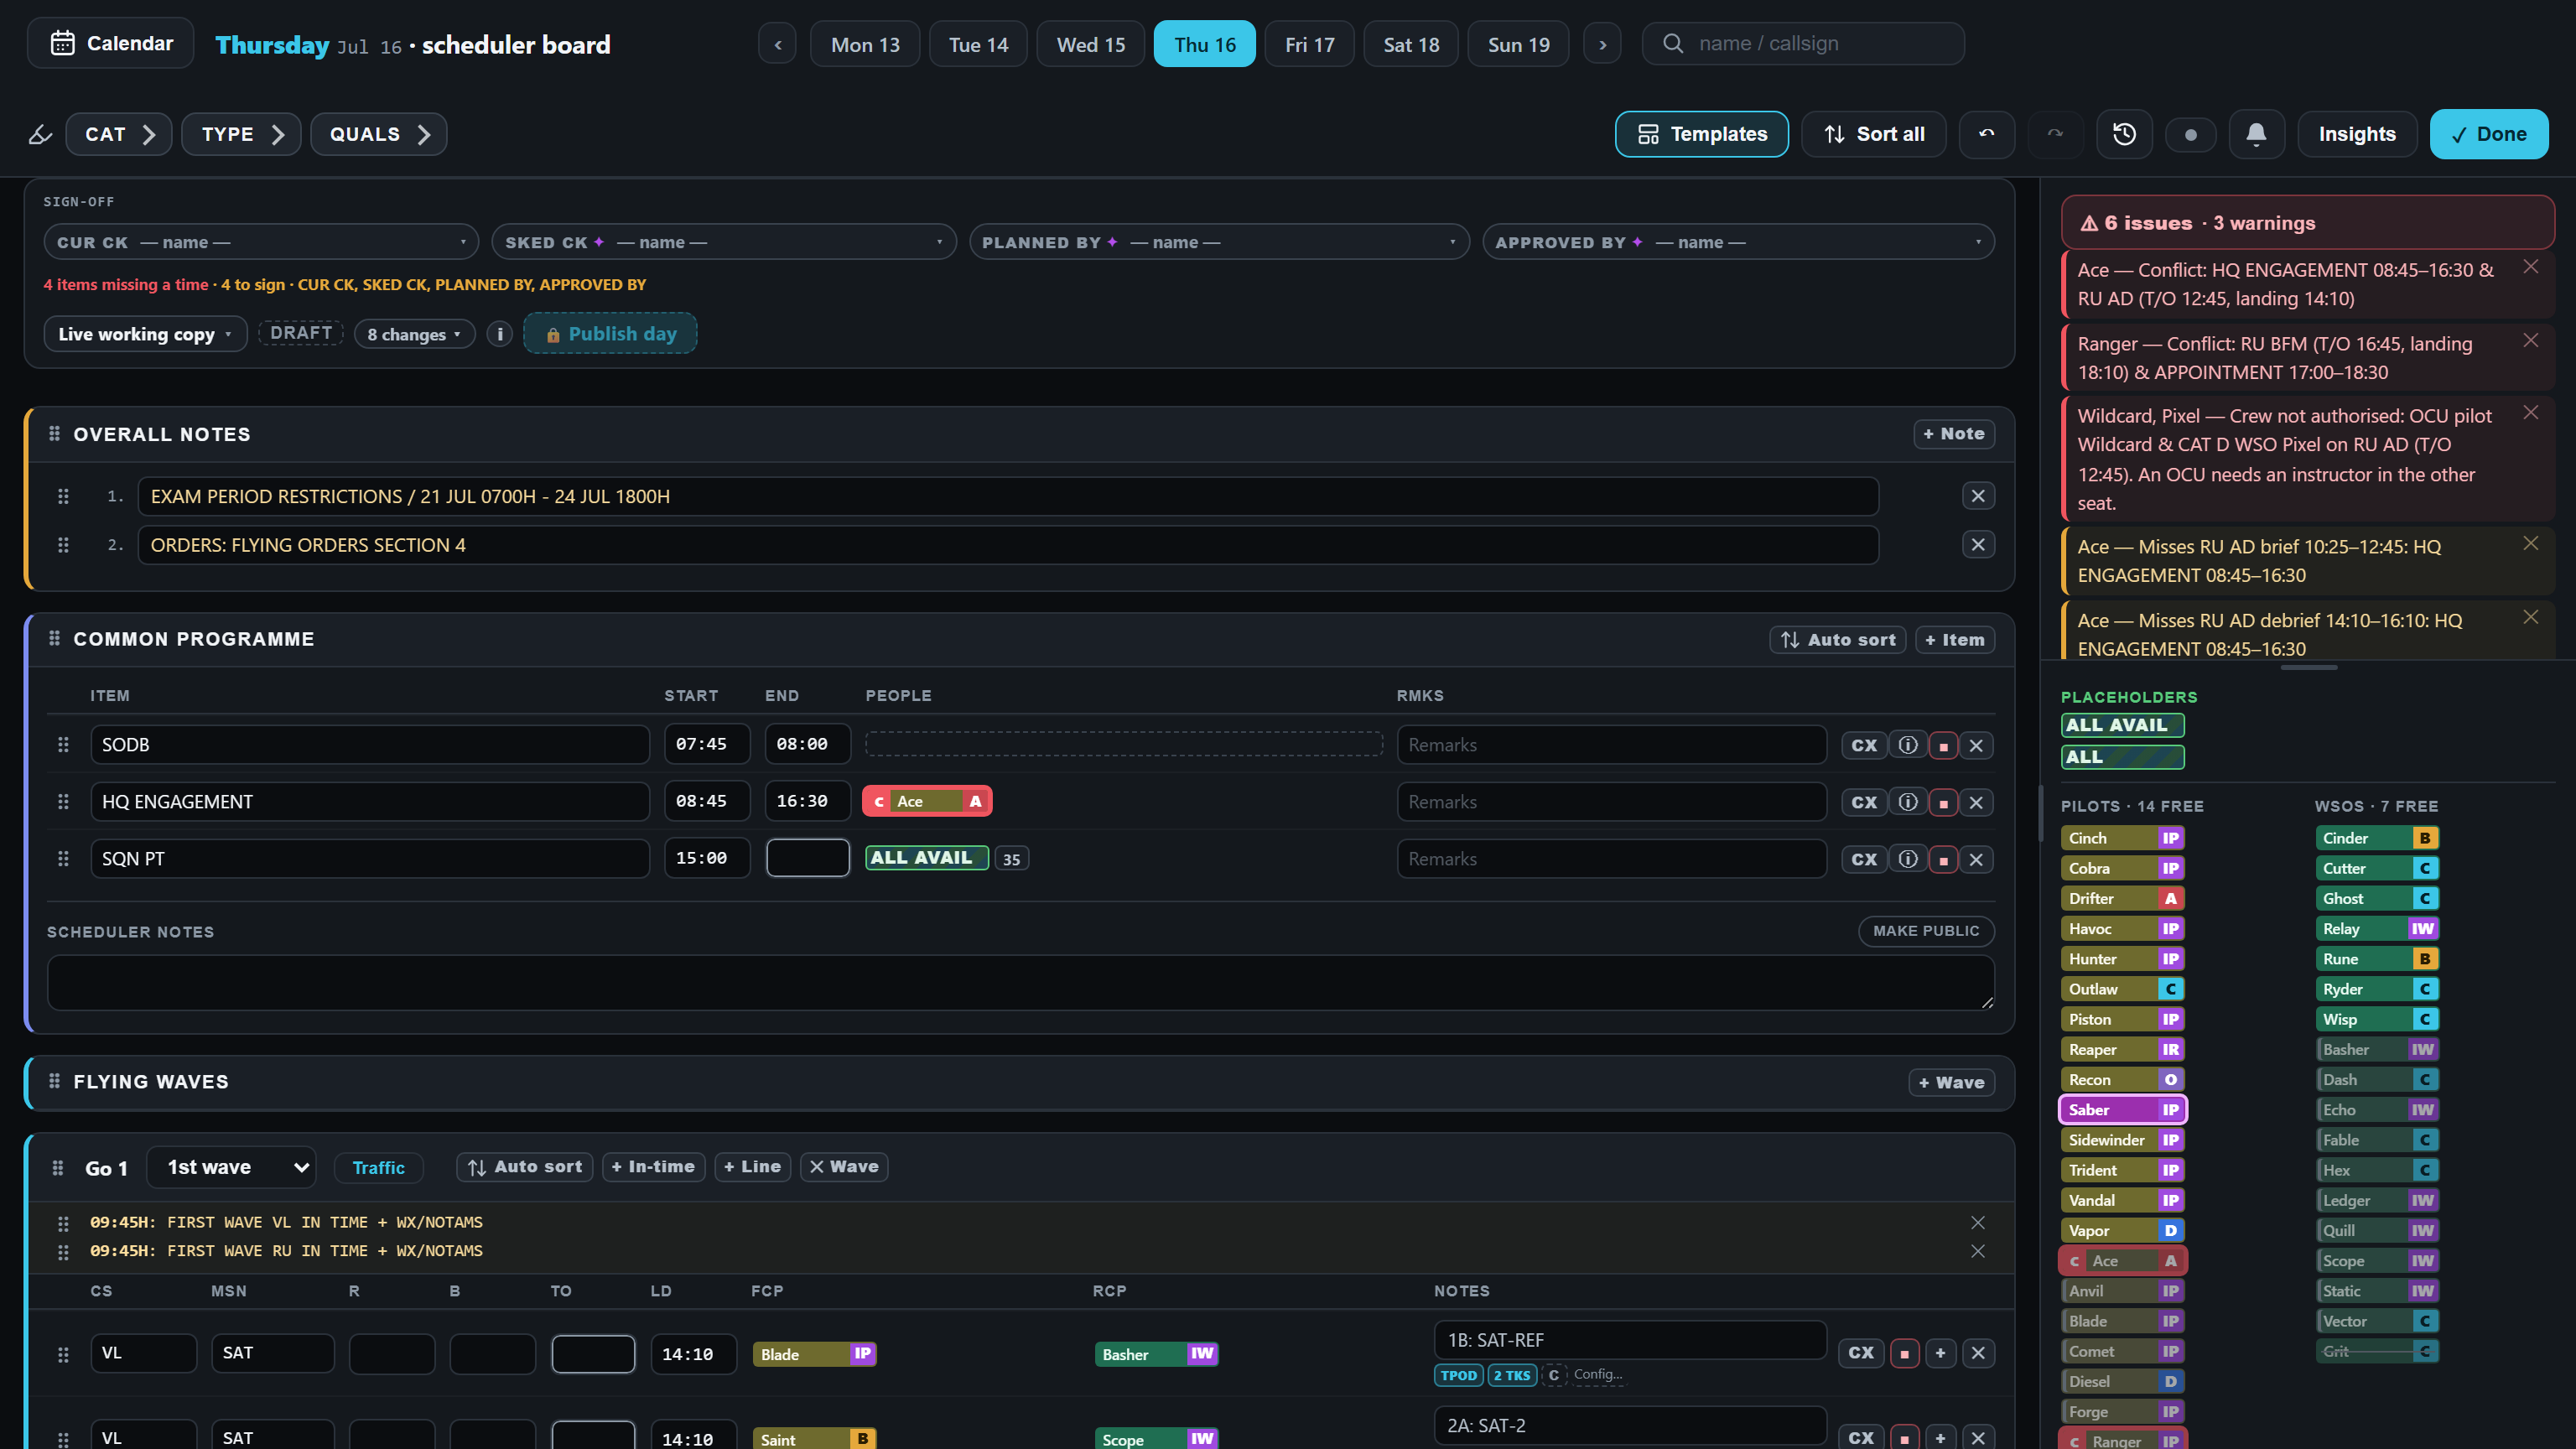 Calendar
Thursday Jul 16 · scheduler board
‹ Mon 13 Tue 14 Wed 15 Thu 16 Fri 17 Sat 18 Sun 19 ›
name / callsign
CAT TYPE QUALS
Templates Sort all Insights ✓ Done
SIGN-OFF
CUR CK — name —
SKED CK ✦ — name —
PLANNED BY ✦ — name —
APPROVED BY ✦ — name —
4 items missing a time · 4 to sign · CUR CK, SKED CK, PLANNED BY, APPROVED BY
Live working copy DRAFT 8 changes i Publish day
OVERALL NOTES + Note
1. EXAM PERIOD RESTRICTIONS / 21 JUL 0700H - 24 JUL 1800H
2. ORDERS: FLYING ORDERS SECTION 4
COMMON PROGRAMME Auto sort + Item
ITEM START END PEOPLE RMKS
SODB 07:45 08:00 Remarks CX
HQ ENGAGEMENT 08:45 16:30 c Ace A Remarks CX
SQN PT 15:00 ALL AVAIL 35 Remarks CX
SCHEDULER NOTES MAKE PUBLIC
FLYING WAVES + Wave
Go 1 1st wave Traffic Auto sort + In-time + Line × Wave
09:45H: FIRST WAVE VL IN TIME + WX/NOTAMS
09:45H: FIRST WAVE RU IN TIME + WX/NOTAMS
CS MSN R B TO LD FCP RCP NOTES
VL SAT 14:10 Blade IP Basher IW 1B: SAT-REF CX
TPOD 2 TKS C Config...
VL SAT 14:10 Saint B Scope IW 2A: SAT-2 CX
⚠ 6 issues · 3 warnings
Ace — Conflict: HQ ENGAGEMENT 08:45–16:30 &
RU AD (T/O 12:45, landing 14:10)
Ranger — Conflict: RU BFM (T/O 16:45, landing
18:10) & APPOINTMENT 17:00–18:30
Wildcard, Pixel — Crew not authorised: OCU pilot
Wildcard & CAT D WSO Pixel on RU AD (T/O
12:45). An OCU needs an instructor in the other
seat.
Ace — Misses RU AD brief 10:25–12:45: HQ
ENGAGEMENT 08:45–16:30
Ace — Misses RU AD debrief 14:10–16:10: HQ
ENGAGEMENT 08:45–16:30
PLACEHOLDERS
ALL AVAIL
ALL
PILOTS · 14 FREE
Cinch IP
Cobra IP
Drifter A
Havoc IP
Hunter IP
Outlaw C
Piston IP
Reaper IR
Recon O
Saber IP
Sidewinder IP
Trident IP
Vandal IP
Vapor D
c Ace A
Anvil IP
Blade IP
Comet IP
Diesel D
Forge IP
c Ranger IP
WSOS · 7 FREE
Cinder B
Cutter C
Ghost C
Relay IW
Rune B
Ryder C
Wisp C
Basher IW
Dash C
Echo IW
Fable C
Hex C
Ledger IW
Quill IW
Scope IW
Static IW
Vector C
Grit C